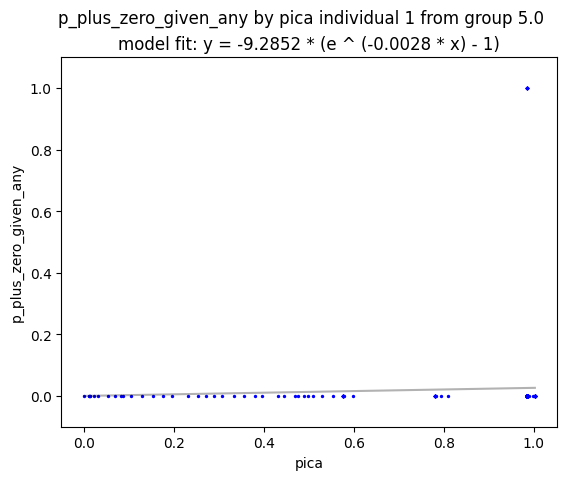 p_plus_zero_given_any by pica individual 1 from group 5.0
model fit: y = -9.2852 * (e ^ (-0.0028 * x) - 1)
1.0
0.8
0.6
0.4
0.2
0.0
p_plus_zero_given_any
0.0 0.2 0.4 0.6 0.8 1.0
pica